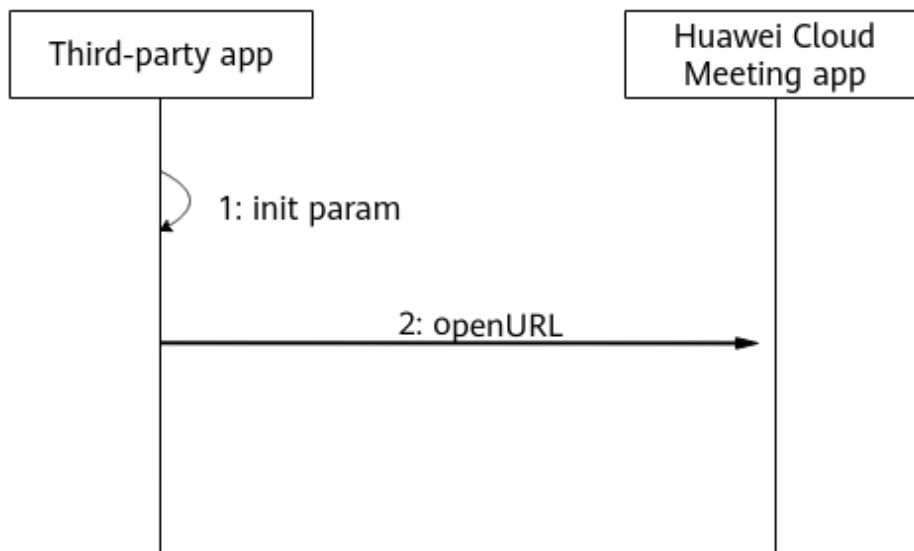 Third-party app
Huawei Cloud
Meeting app
1: init param
2: openURL